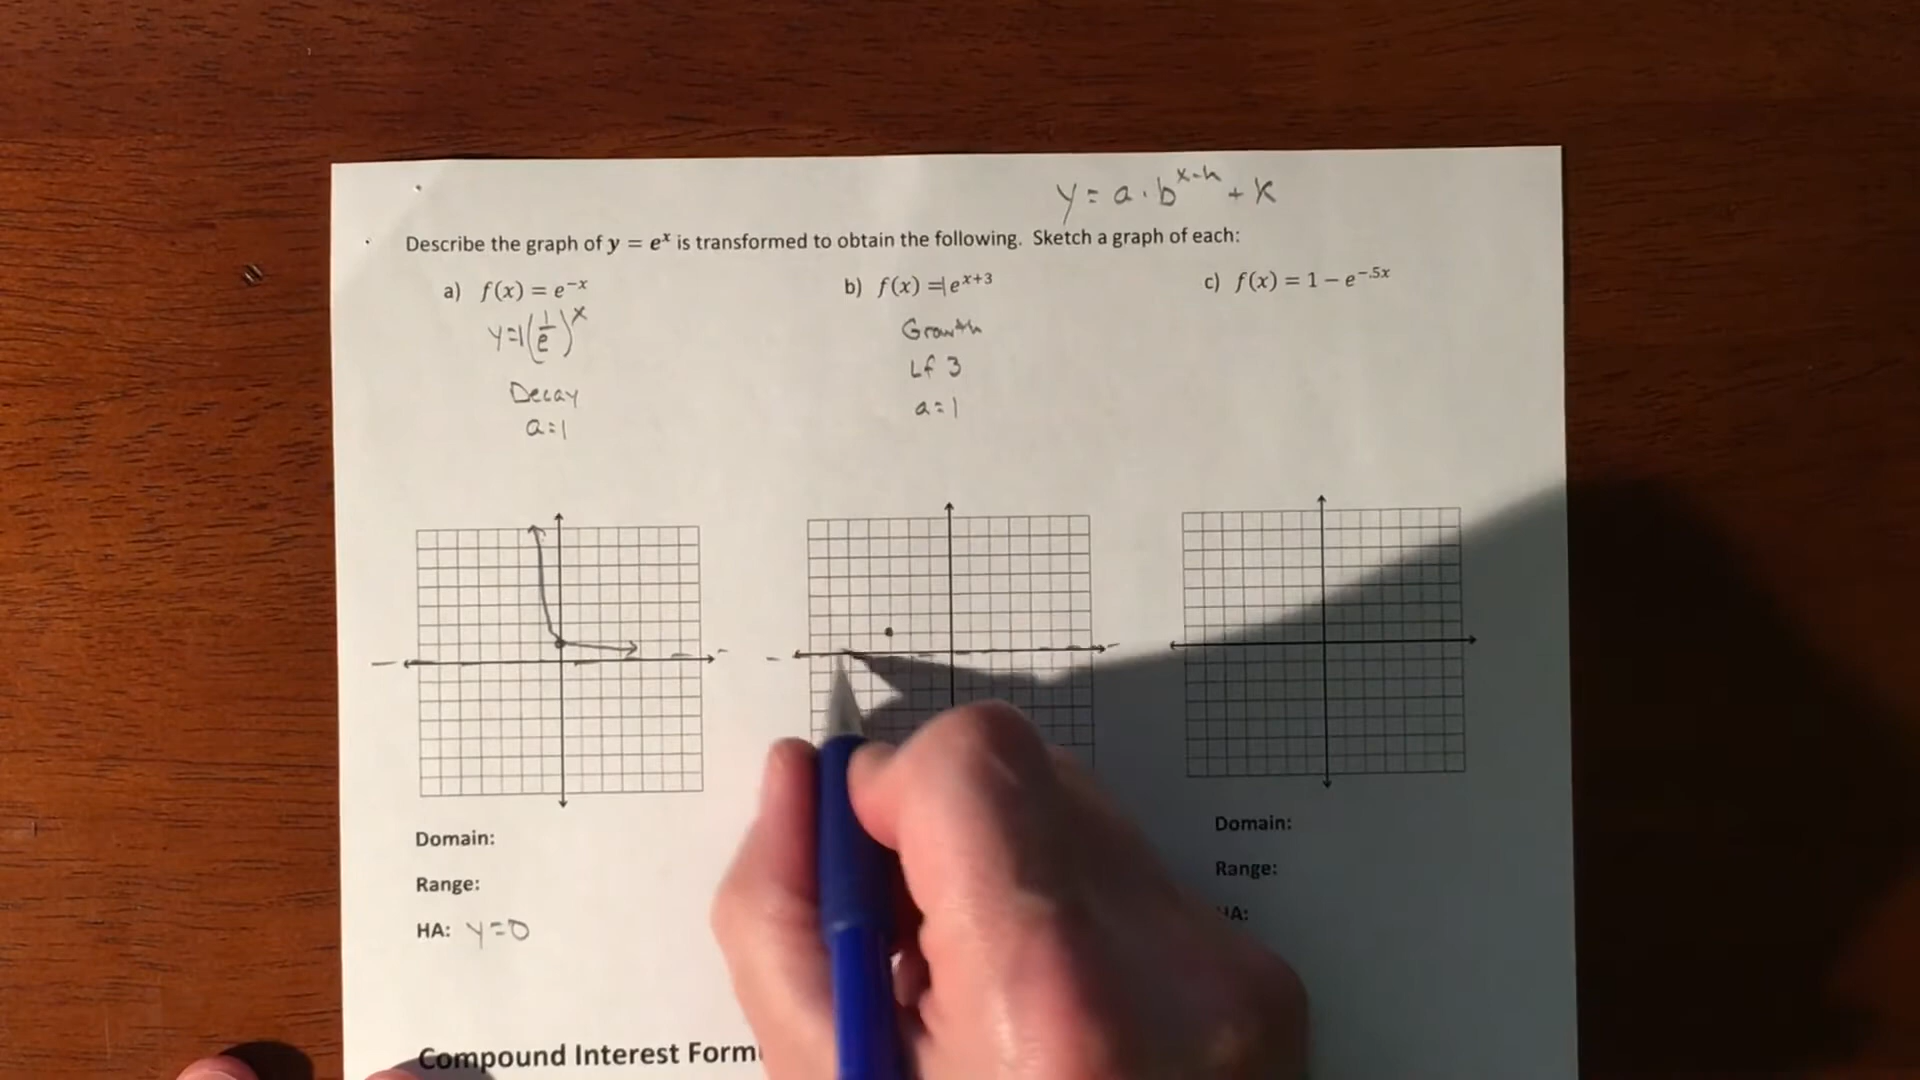 y = a · b^(x-h) + k
Describe the graph of y = e^x is transformed to obtain the following. Sketch a graph of each:
a) f(x) = e^(−x)
y=1(1/e)^x
Decay
a=1
b) f(x) =1e^(x+3)
Growth
Lf 3
a=1
c) f(x) = 1 − e^(−.5x)
Domain:
Range:
HA: y=0
Domain:
Range:
HA:
Compound Interest